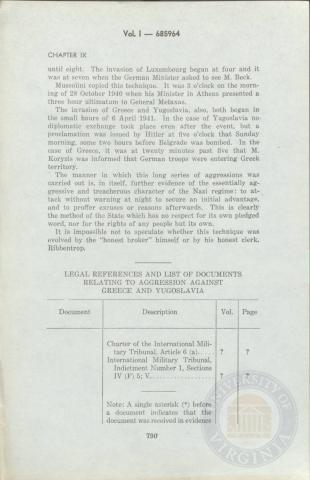 Vol. I — 685964
CHAPTER IX
until eight. The invasion of Luxembourg began at four and it
was at seven when the German Minister asked to see M. Beck.
Mussolini copied this technique. It was 3 o'clock on the morn-
ing of 28 October 1940 when his Minister in Athens presented a
three hour ultimatum to General Metaxas.
The invasion of Greece and Yugoslavia, also, both began in
the small hours of 6 April 1941. In the case of Yugoslavia no
diplomatic exchange took place even after the event, but a
proclamation was issued by Hitler at five o'clock that Sunday
morning, some two hours before Belgrade was bombed. In the
case of Greece, it was at twenty minutes past five that M.
Koryzis was informed that German troops were entering Greek
territory.
The manner in which this long series of aggressions was
carried out is, in itself, further evidence of the essentially ag-
gressive and treacherous character of the Nazi regime: to at-
tack without warning at night to secure an initial advantage,
and to proffer excuses or reasons afterwards. This is clearly
the method of the State which has no respect for its own pledged
word, nor for the rights of any people but its own.
It is impossible not to speculate whether this technique was
evolved by the "honest broker" himself or by his honest clerk,
Ribbentrop.
LEGAL REFERENCES AND LIST OF DOCUMENTS
RELATING TO AGGRESSION AGAINST
GREECE AND YUGOSLAVIA
Document Description Vol. Page
Charter of the International Mili-
tary Tribunal, Article 6 (a)..... ? ?
International Military Tribunal,
Indictment Number 1, Sections
IV (F) 5; V.................... ? ?
Note: A single asterisk (*) before
a document indicates that the
document was received in evidence
790
UNIVERSITY OF
VIRGINIA